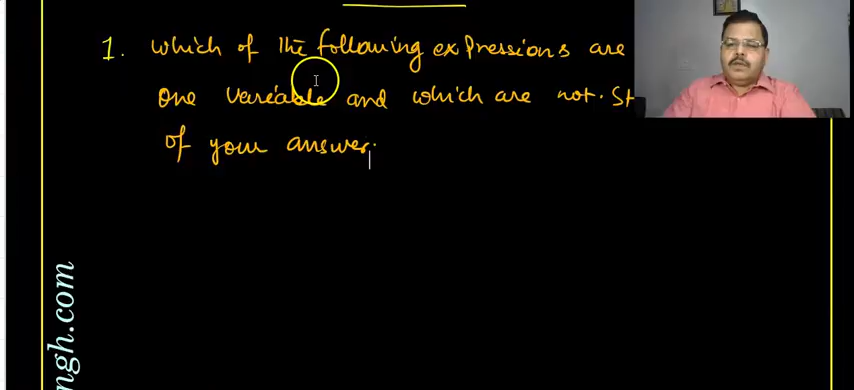 1. Which of the following expressions are
one variable and which are not. St
of your answer.
ngh.com